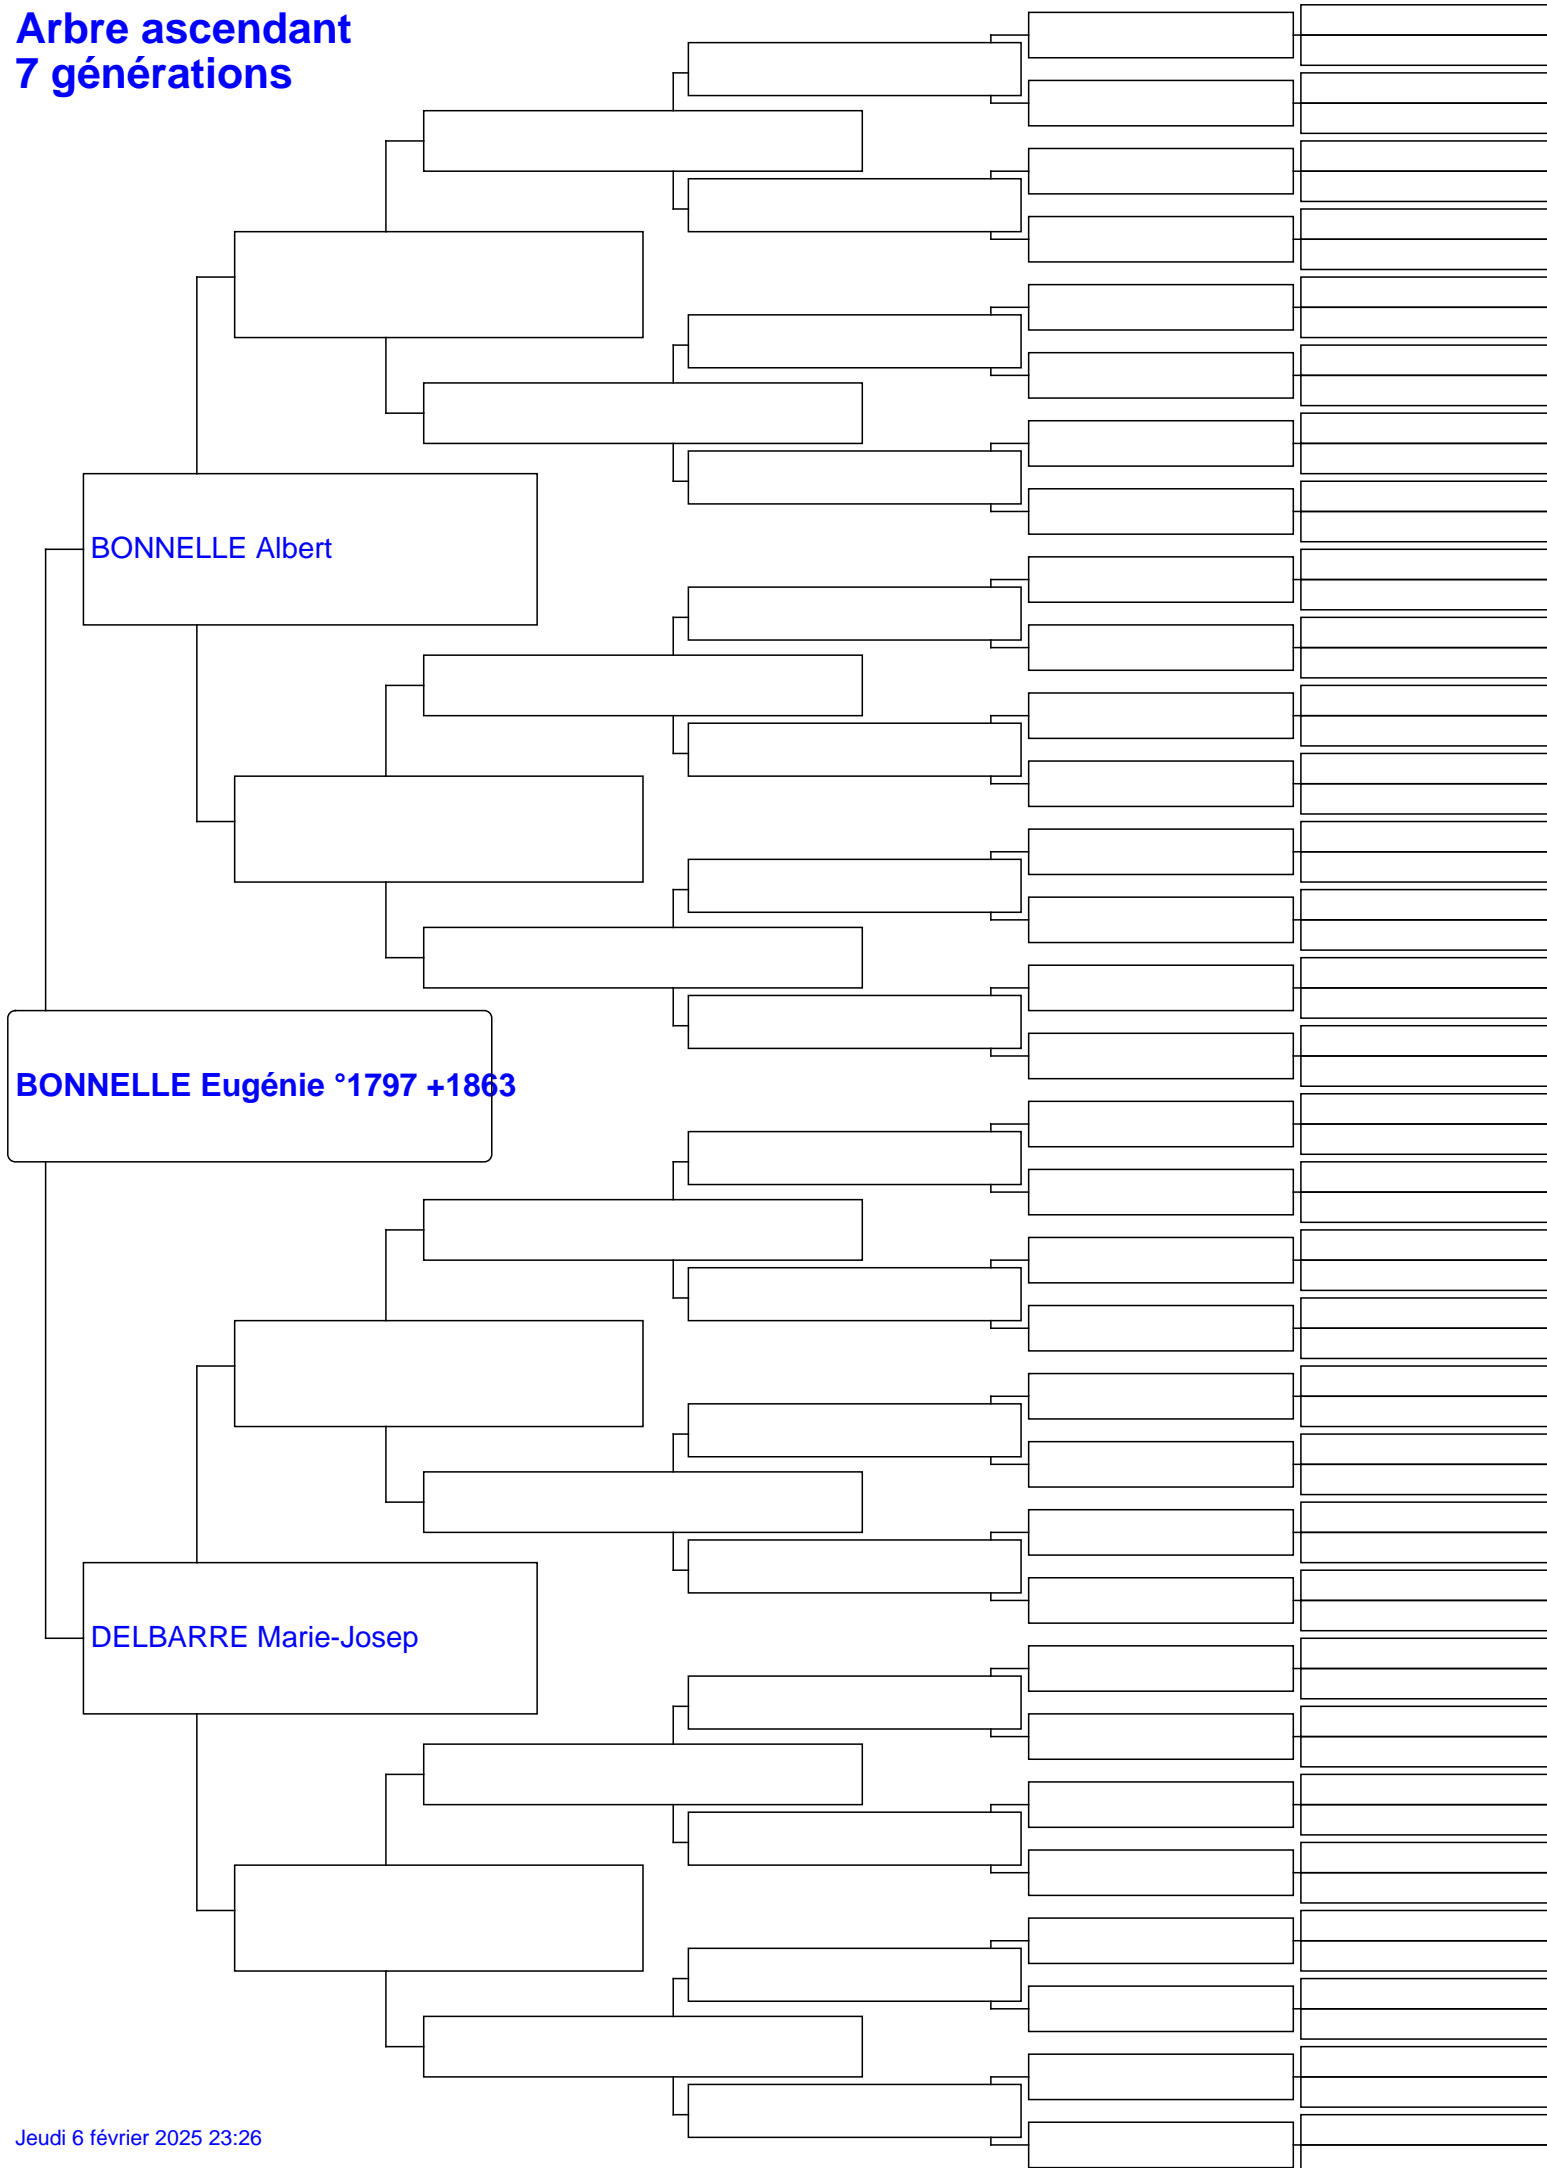 Arbre ascendant
7 générations
BONNELLE Albert
BONNELLE Eugénie °1797 +1863
DELBARRE Marie-Josep
Jeudi 6 février 2025 23:26